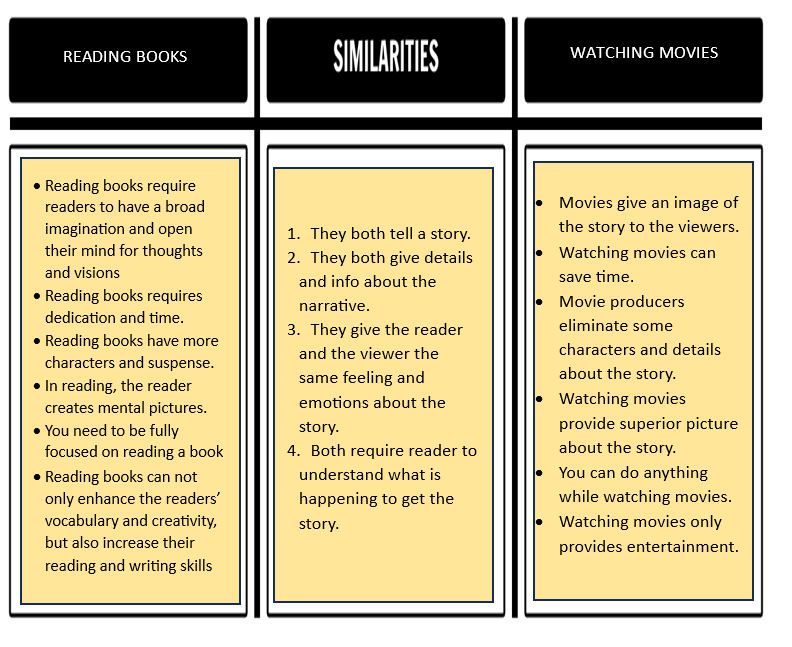 READING BOOKS
• Reading books require
readers to have a broad
imagination and open
their mind for thoughts
and visions
• Reading books requires
dedication and time.
• Reading books have more
characters and suspense.
• In reading, the reader
creates mental pictures.
• You need to be fully
focused on reading a book
• Reading books can not
only enhance the readers’
vocabulary and creativity,
but also increase their
reading and writing skills
SIMILARITIES
1. They both tell a story.
2. They both give details
and info about the
narrative.
3. They give the reader
and the viewer the
same feeling and
emotions about the
story.
4. Both require reader to
understand what is
happening to get the
story.
WATCHING MOVIES
• Movies give an image of
the story to the viewers.
• Watching movies can
save time.
• Movie producers
eliminate some
characters and details
about the story.
• Watching movies
provide superior picture
about the story.
• You can do anything
while watching movies.
• Watching movies only
provides entertainment.